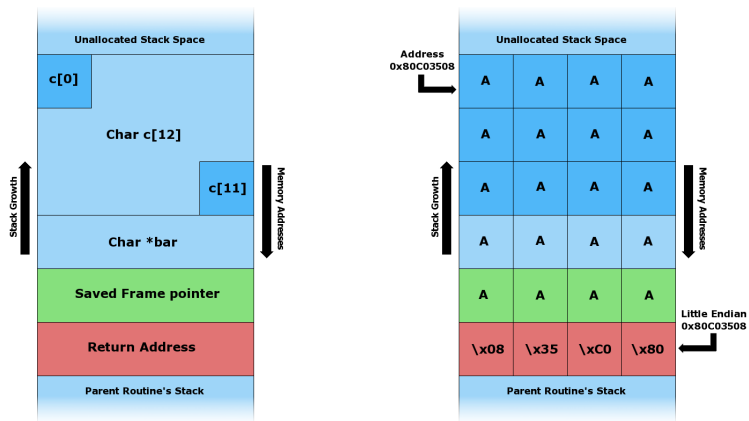 Unallocated Stack Space
c[0]
Char c[12]
c[11]
Stack Growth
Memory Addresses
Char *bar
Saved Frame pointer
Return Address
Parent Routine's Stack
Unallocated Stack Space
Address
0x80C03508
A A A A
A A A A
A A A A
Stack Growth
Memory Addresses
A A A A
A A A A
\x08 \x35 \xC0 \x80
Little Endian
0x80C03508
Parent Routine's Stack